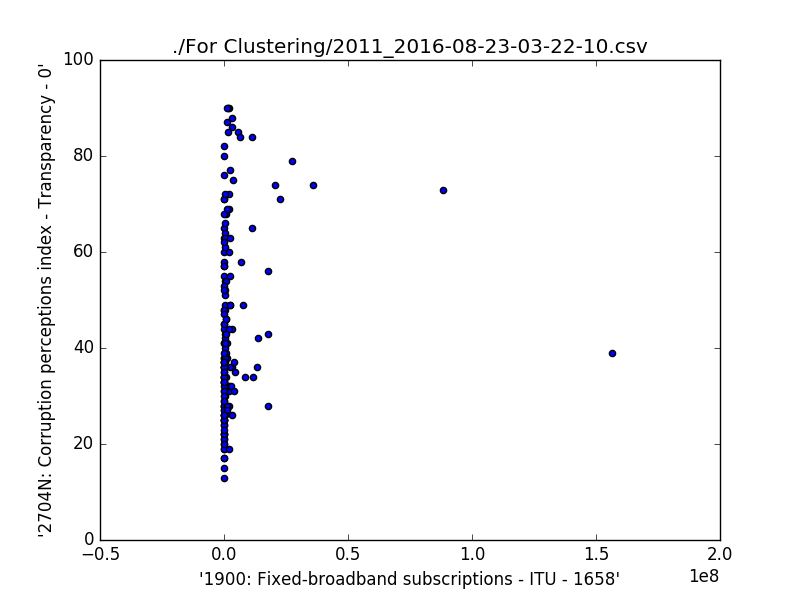 ./For Clustering/2011_2016-08-23-03-22-10.csv
'2704N: Corruption perceptions index - Transparency - 0'
100
80
60
40
20
0
−0.5 0.0 0.5 1.0 1.5 2.0
1e8
'1900: Fixed-broadband subscriptions - ITU - 1658'